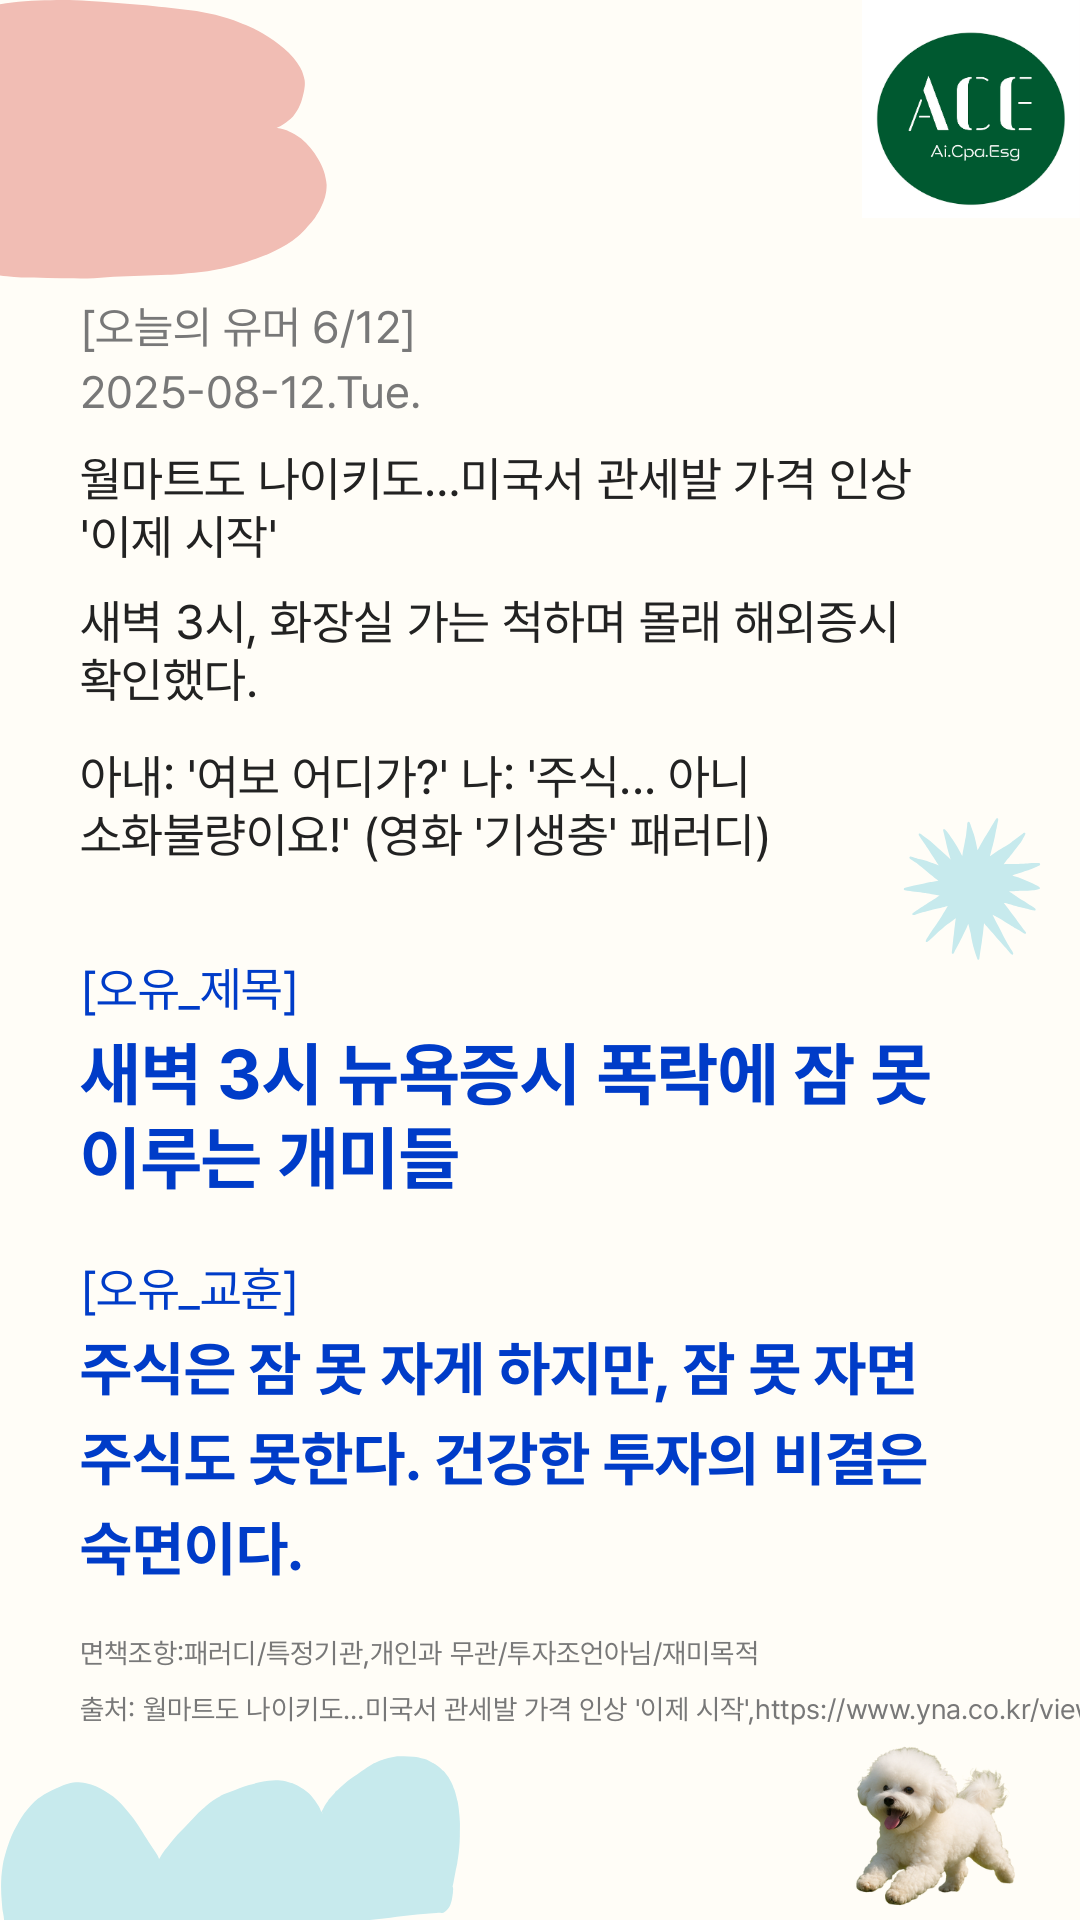 ACE
Ai.Cpa.Esg
[오늘의 유머 6/12]
2025-08-12.Tue.
월마트도 나이키도...미국서 관세발 가격 인상
'이제 시작'
새벽 3시, 화장실 가는 척하며 몰래 해외증시
확인했다.
아내: '여보 어디가?' 나: '주식... 아니
소화불량이요!' (영화 '기생충' 패러디)
[오유_제목]
새벽 3시 뉴욕증시 폭락에 잠 못
이루는 개미들
[오유_교훈]
주식은 잠 못 자게 하지만, 잠 못 자면
주식도 못한다. 건강한 투자의 비결은
숙면이다.
면책조항:패러디/특정기관,개인과 무관/투자조언아님/재미목적
출처: 월마트도 나이키도...미국서 관세발 가격 인상 '이제 시작',https://www.yna.co.kr/view